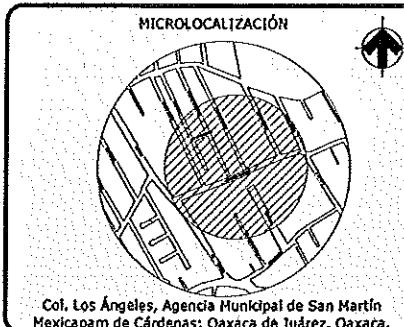 MICROLOCALIZACIÓN
Col. Los Ángeles, Agencia Municipal de San Martín
Mexicapam de Cárdenas; Oaxaca de Juárez, Oaxaca.